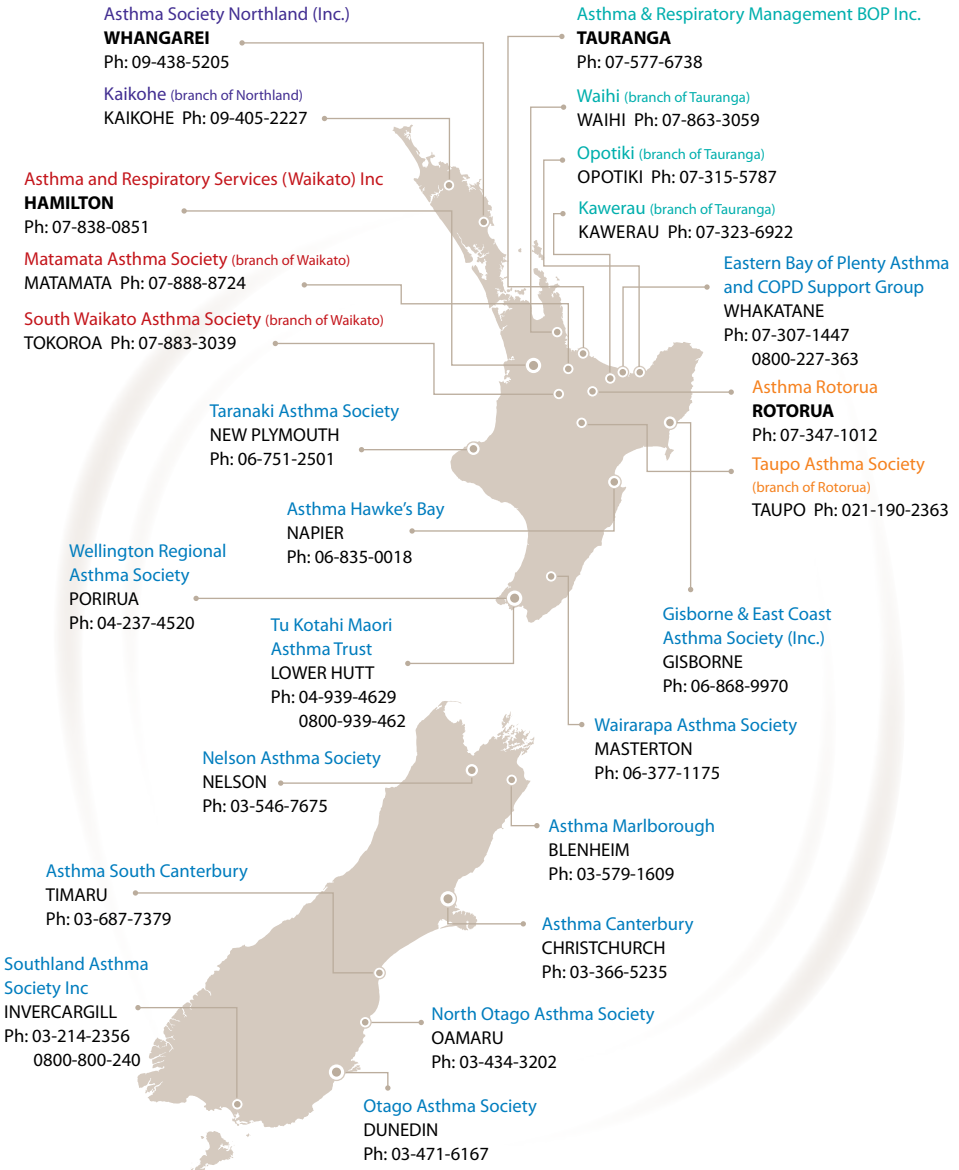 Asthma Society Northland (Inc.)
WHANGAREI
Ph: 09-438-5205
Kaikohe (branch of Northland)
KAIKOHE Ph: 09-405-2227
Asthma and Respiratory Services (Waikato) Inc
HAMILTON
Ph: 07-838-0851
Matamata Asthma Society (branch of Waikato)
MATAMATA Ph: 07-888-8724
South Waikato Asthma Society (branch of Waikato)
TOKOROA Ph: 07-883-3039
Asthma & Respiratory Management BOP Inc.
TAURANGA
Ph: 07-577-6738
Waihi (branch of Tauranga)
WAIHI Ph: 07-863-3059
Opotiki (branch of Tauranga)
OPOTIKI Ph: 07-315-5787
Kawerau (branch of Tauranga)
KAWERAU Ph: 07-323-6922
Eastern Bay of Plenty Asthma
and COPD Support Group
WHAKATANE
Ph: 07-307-1447
0800-227-363
Asthma Rotorua
ROTORUA
Ph: 07-347-1012
Taupo Asthma Society
(branch of Rotorua)
TAUPO Ph: 021-190-2363
Taranaki Asthma Society
NEW PLYMOUTH
Ph: 06-751-2501
Asthma Hawke's Bay
NAPIER
Ph: 06-835-0018
Wellington Regional
Asthma Society
PORIRUA
Ph: 04-237-4520
Tu Kotahi Maori
Asthma Trust
LOWER HUTT
Ph: 04-939-4629
0800-939-462
Gisborne & East Coast
Asthma Society (Inc.)
GISBORNE
Ph: 06-868-9970
Wairarapa Asthma Society
MASTERTON
Ph: 06-377-1175
Nelson Asthma Society
NELSON
Ph: 03-546-7675
Asthma Marlborough
BLENHEIM
Ph: 03-579-1609
Asthma South Canterbury
TIMARU
Ph: 03-687-7379
Asthma Canterbury
CHRISTCHURCH
Ph: 03-366-5235
Southland Asthma
Society Inc
INVERCARGILL
Ph: 03-214-2356
0800-800-240
North Otago Asthma Society
OAMARU
Ph: 03-434-3202
Otago Asthma Society
DUNEDIN
Ph: 03-471-6167